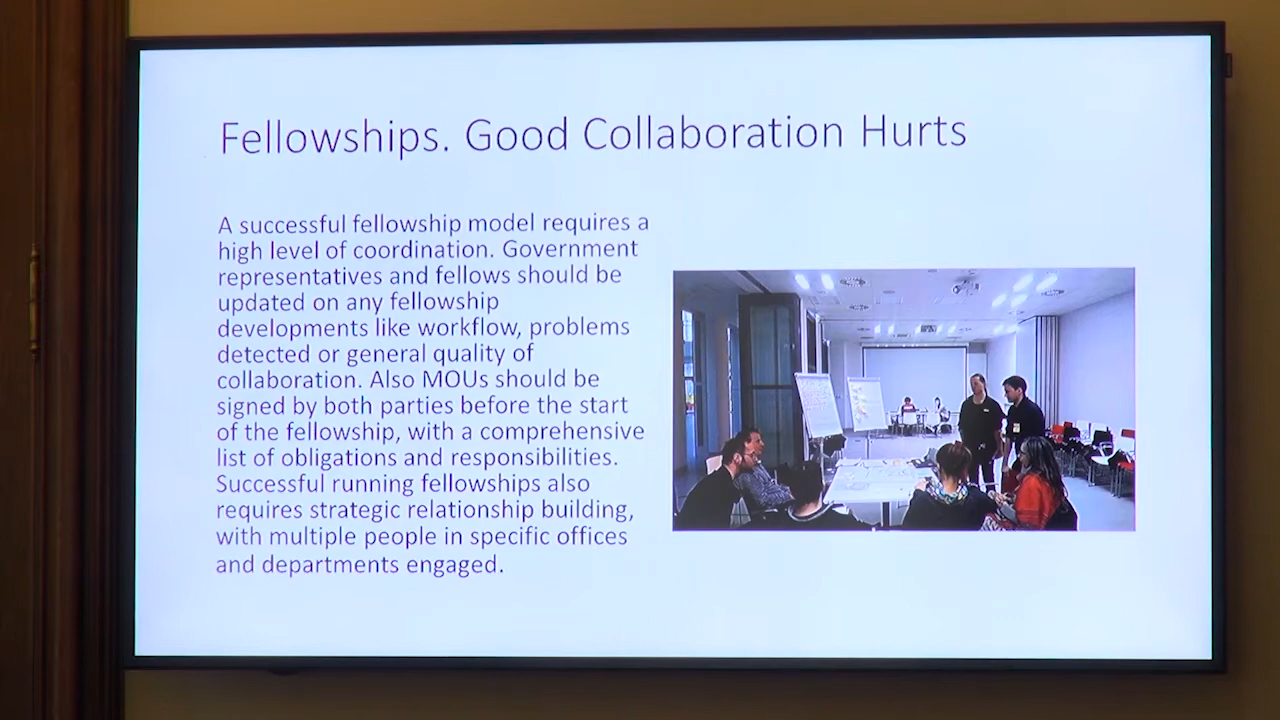 Fellowships. Good Collaboration Hurts
A successful fellowship model requires a
high level of coordination. Government
representatives and fellows should be
updated on any fellowship
developments like workflow, problems
detected or general quality of
collaboration. Also MOUs should be
signed by both parties before the start
of the fellowship, with a comprehensive
list of obligations and responsibilities.
Successful running fellowships also
requires strategic relationship building,
with multiple people in specific offices
and departments engaged.